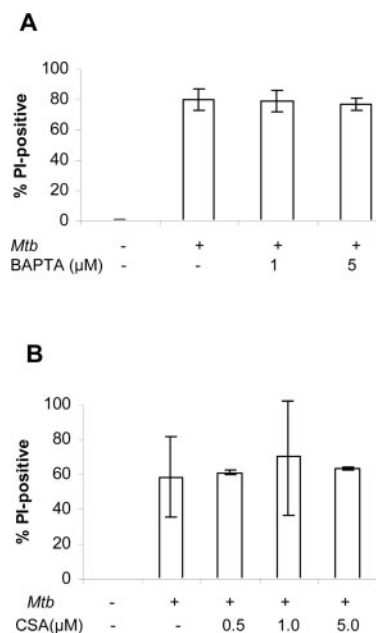 A
% PI-positive
100
80
60
40
20
0
Mtb - + + +
BAPTA (µM) - - 1 5
B
% PI-positive
100
80
60
40
20
0
Mtb - + + + +
CSA(µM) - - 0.5 1.0 5.0